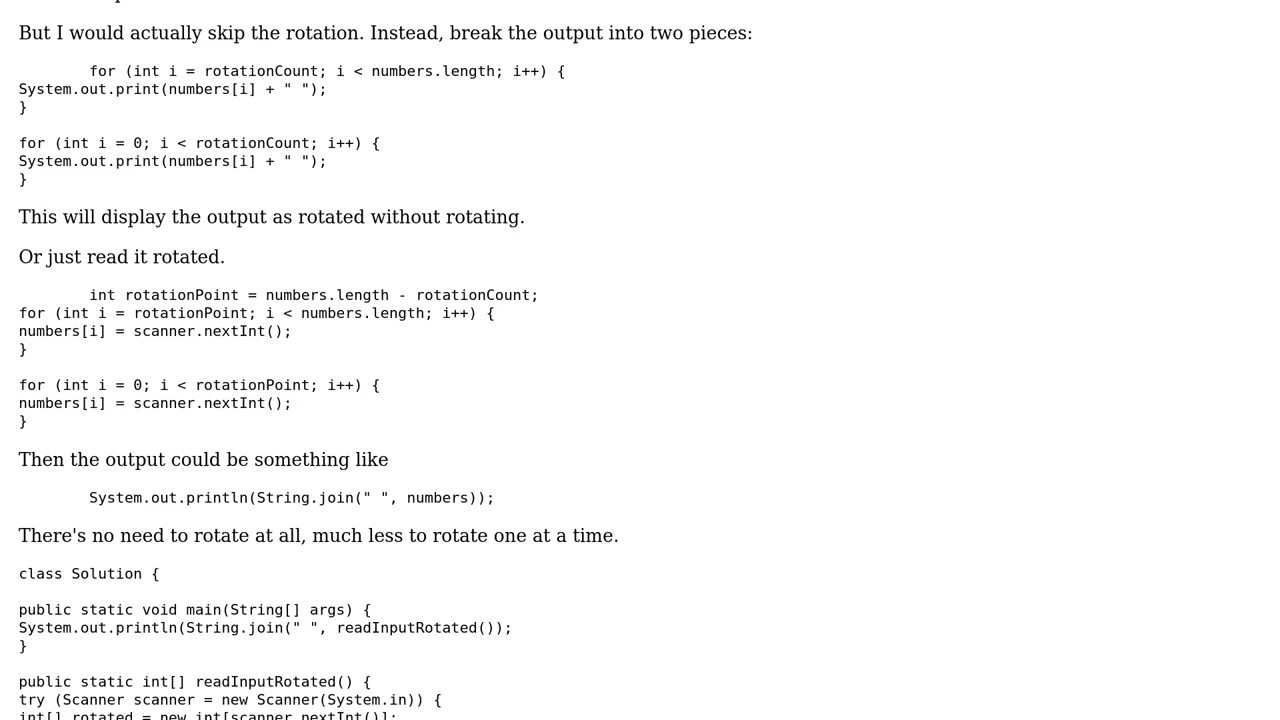 But I would actually skip the rotation. Instead, break the output into two pieces:
for (int i = rotationCount; i < numbers.length; i++) {
System.out.print(numbers[i] + " ");
}
for (int i = 0; i < rotationCount; i++) {
System.out.print(numbers[i] + " ");
}
This will display the output as rotated without rotating.
Or just read it rotated.
int rotationPoint = numbers.length - rotationCount;
for (int i = rotationPoint; i < numbers.length; i++) {
numbers[i] = scanner.nextInt();
}
for (int i = 0; i < rotationPoint; i++) {
numbers[i] = scanner.nextInt();
}
Then the output could be something like
System.out.println(String.join(" ", numbers));
There's no need to rotate at all, much less to rotate one at a time.
class Solution {
public static void main(String[] args) {
System.out.println(String.join(" ", readInputRotated());
}
public static int[] readInputRotated() {
try (Scanner scanner = new Scanner(System.in)) {
int[] rotated = new int[scanner.nextInt()];